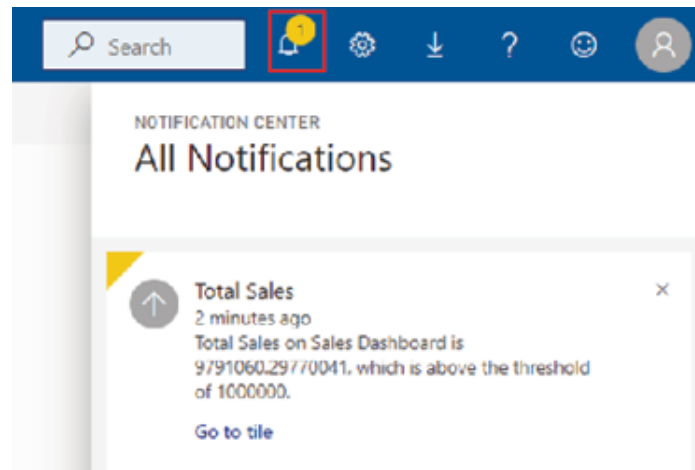 Search
1
?
NOTIFICATION CENTER
All Notifications
Total Sales
2 minutes ago
Total Sales on Sales Dashboard is
9791060.29770041, which is above the threshold
of 1000000.
Go to tile